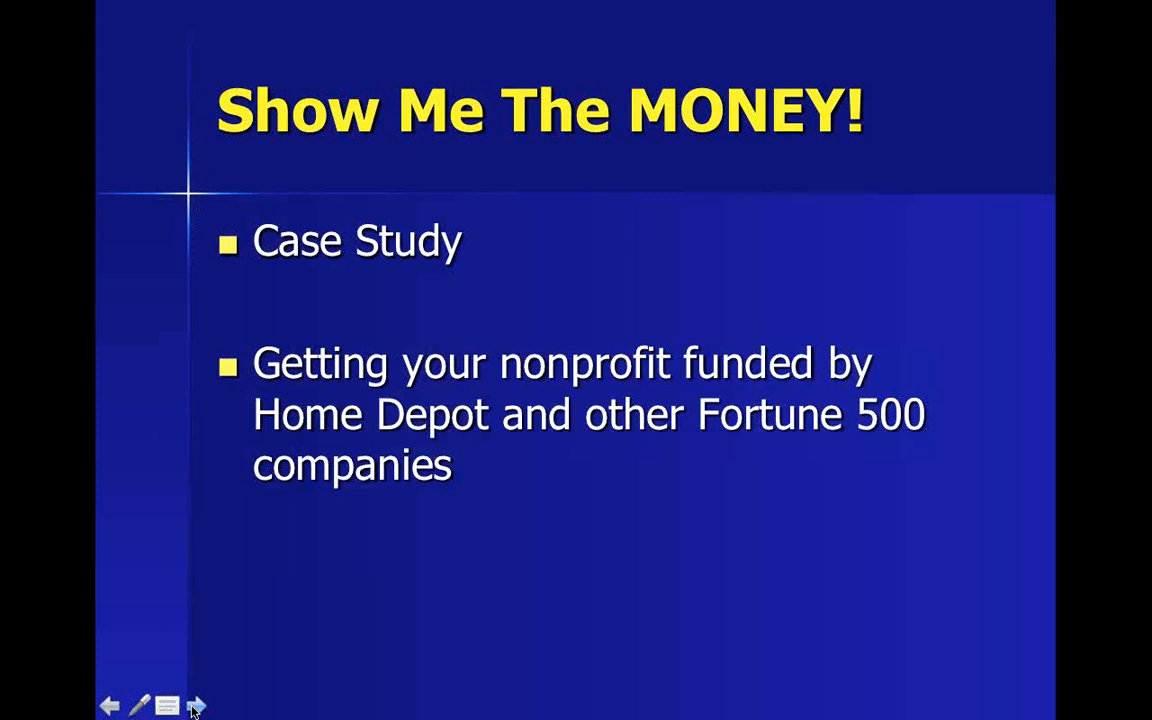 Show Me The MONEY!
Case Study
Getting your nonprofit funded by
Home Depot and other Fortune 500
companies